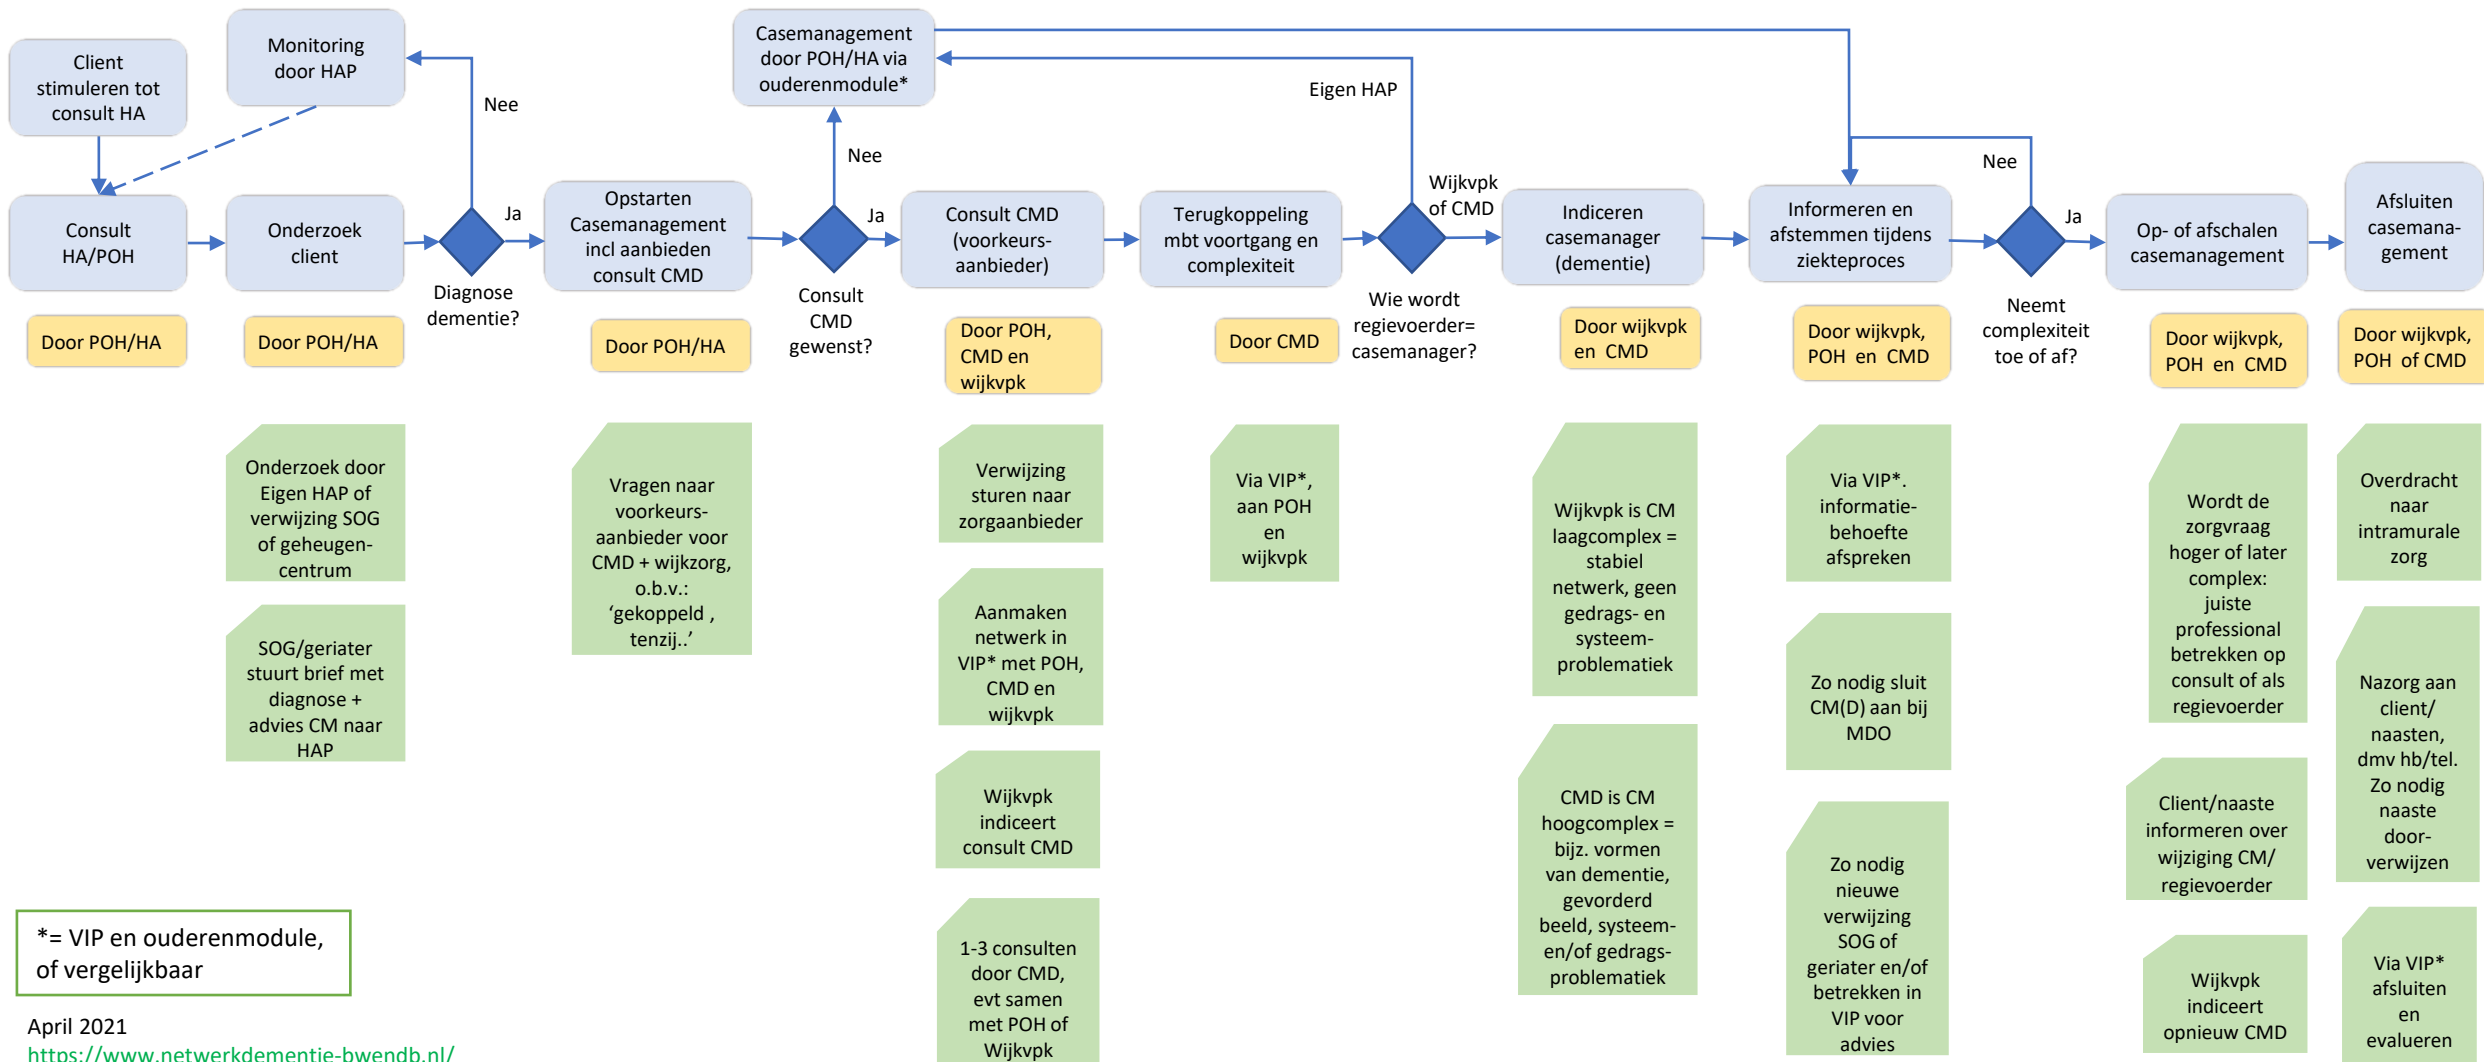 Client
stimuleren tot
consult HA
Monitoring
door HAP
Nee
Casemanagement
door POH/HA via
ouderenmodule*
Nee
Eigen HAP
Wijkvpk
of CMD
Nee
Consult
HA/POH
Onderzoek
client
Ja
Diagnose
dementie?
Opstarten
Casemanagement
incl aanbieden
consult CMD
Ja
Consult
CMD
gewenst?
Consult CMD
(voorkeurs-
aanbieder)
Terugkoppeling
mbt voortgang en
complexiteit
Wie wordt
regievoerder=
casemanager?
Indiceren
casemanager
(dementie)
Informeren en
afstemmen tijdens
ziekteproces
Ja
Neemt
complexiteit
toe of af?
Op- of afschalen
casemanagement
Afsluiten
casemana-
gement
Door POH/HA
Door POH/HA
Door POH/HA
Door POH,
CMD en
wijkvpk
Door CMD
Door wijkvpk
en  CMD
Door wijkvpk,
POH  en  CMD
Door wijkvpk,
POH  en  CMD
Door wijkvpk,
POH  of CMD
Onderzoek door
Eigen HAP of
verwijzing SOG
of geheugen-
centrum
SOG/geriater
stuurt brief met
diagnose +
advies CM naar
HAP
Vragen naar
voorkeurs-
aanbieder voor
CMD + wijkzorg,
o.b.v.:
‘gekoppeld ,
tenzij..’
Verwijzing
sturen naar
zorgaanbieder
Aanmaken
netwerk in
VIP* met POH,
CMD en
wijkvpk
Wijkvpk
indiceert
consult CMD
1-3 consulten
door CMD,
evt samen
met POH of
Wijkvpk
Via VIP*,
aan POH
en
wijkvpk
Wijkvpk is CM
laagcomplex =
stabiel
netwerk, geen
gedrags- en
systeem-
problematiek
CMD is CM
hoogcomplex =
bijz. vormen
van dementie,
gevorderd
beeld, systeem-
en/of gedrags-
problematiek
Via VIP*.
informatie-
behoefte
afspreken
Zo nodig sluit
CM(D) aan bij
MDO
Zo nodig
nieuwe
verwijzing
SOG of
geriater en/of
betrekken in
VIP voor
advies
Wordt de
zorgvraag
hoger of later
complex:
juiste
professional
betrekken op
consult of als
regievoerder
Client/naaste
informeren over
wijziging CM/
regievoerder
Wijkvpk
indiceert
opnieuw CMD
Overdracht
naar
intramurale
zorg
Nazorg aan
client/
naasten,
dmv hb/tel.
Zo nodig
naaste
door-
verwijzen
Via VIP*
afsluiten
en
evalueren
*= VIP en ouderenmodule,
of vergelijkbaar
April 2021
https://www.netwerkdementie-bwendb.nl/